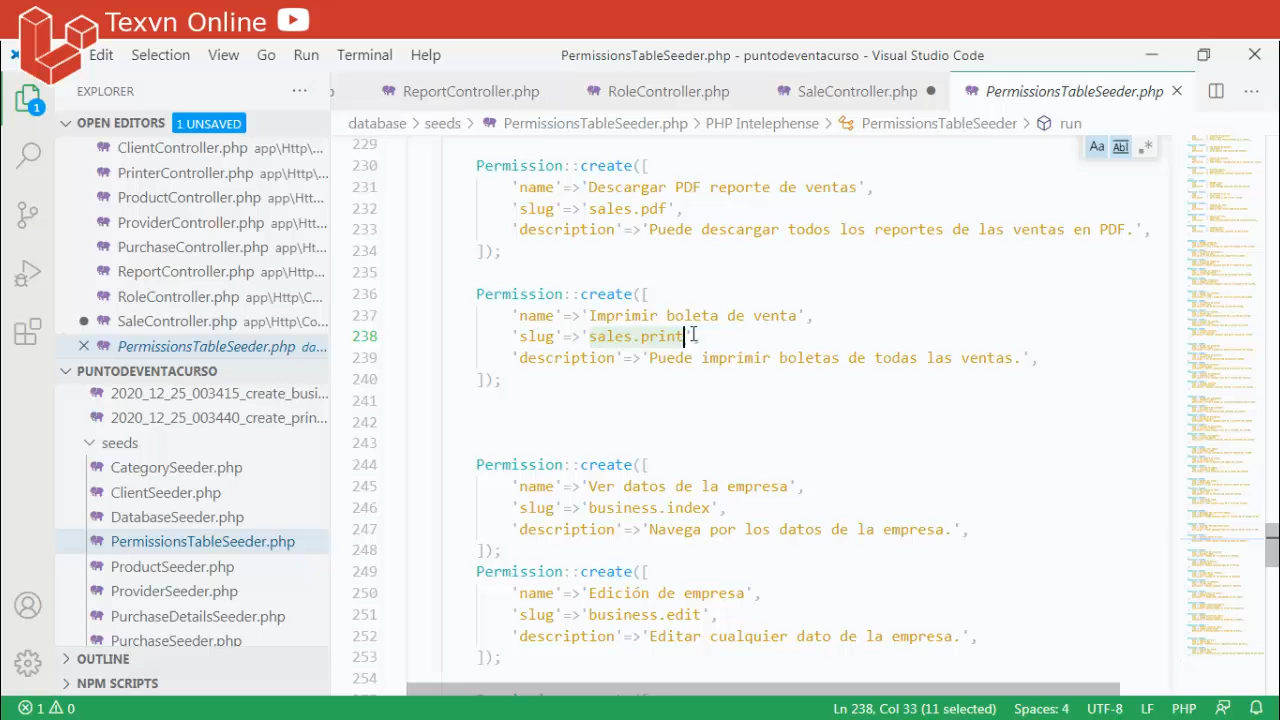 Texvn Online
Edit Selection View Go Run Terminal Help PermissionsTableSeeder.php - puntodeventacurso - Visual Studio Code
EXPLORER ··· ReportController.php RoleController.php SaleController.php PermissionsTableSeeder.php
OPEN EDITORS 1 UNSAVED
database > seeds > PermissionsTableSeeder.php > PHP Intelephense > PermissionsTableSeeder > run
ClientController.php app\Http\C...
PrinterController.php app\Http\C...
ProductController.php app\Htt...
ProviderController.php app\Htt...
PurchaseController.php app\Htt...
ReportController.php app\Http\C...
RoleController.php app\Http\C...
SaleController.php app\Http\Co...
PermissionsTableSeeder.php da...
PUNTODEVENTACURSO
2020_12_25_003415_create_busi...
2020_12_25_003440_create_prin...
seeds
CategorySeeder.php
ClientSeeder.php
DatabaseSeeder.php
PermissionsTableSeeder.php
ProductSeeder.php
ProviderSeeder.php
PurchaseDetailsSeeder.php
PurchaseSeeder.php
OUTLINE
NPM SCRIPTS
Aa Abl .*
229
230 Permission::create([
231 'name'=>'Descargar PDF reporte de ventas',
232 'slug'=>'sales.pdf',
233 'description'=>'Puede descargar todos los reportes de las ventas en PDF.',
234 ]);
235
236 Permission::create([
237 'name'=>'Imprimir boleta de venta',
238 =>'sales.print'
239 'description'=>'Puede imprimir boletas de todas las ventas.',
240 ]);
241
242
243
244 Permission::create([
245 'name'=>'Ver datos de la empresa',
246 'slug'=>'business.index',
247 'description'=>'Navega por los datos de la empresa.',
248 ]);
249 Permission::create([
250 'name'=>'Edición de empresa',
251 'slug'=>'business.edit',
252 'description'=>'Editar cualquier dato de la empresa.',
253 ]);
254
1 0 Ln 238, Col 33 (11 selected) Spaces: 4 UTF-8 LF PHP